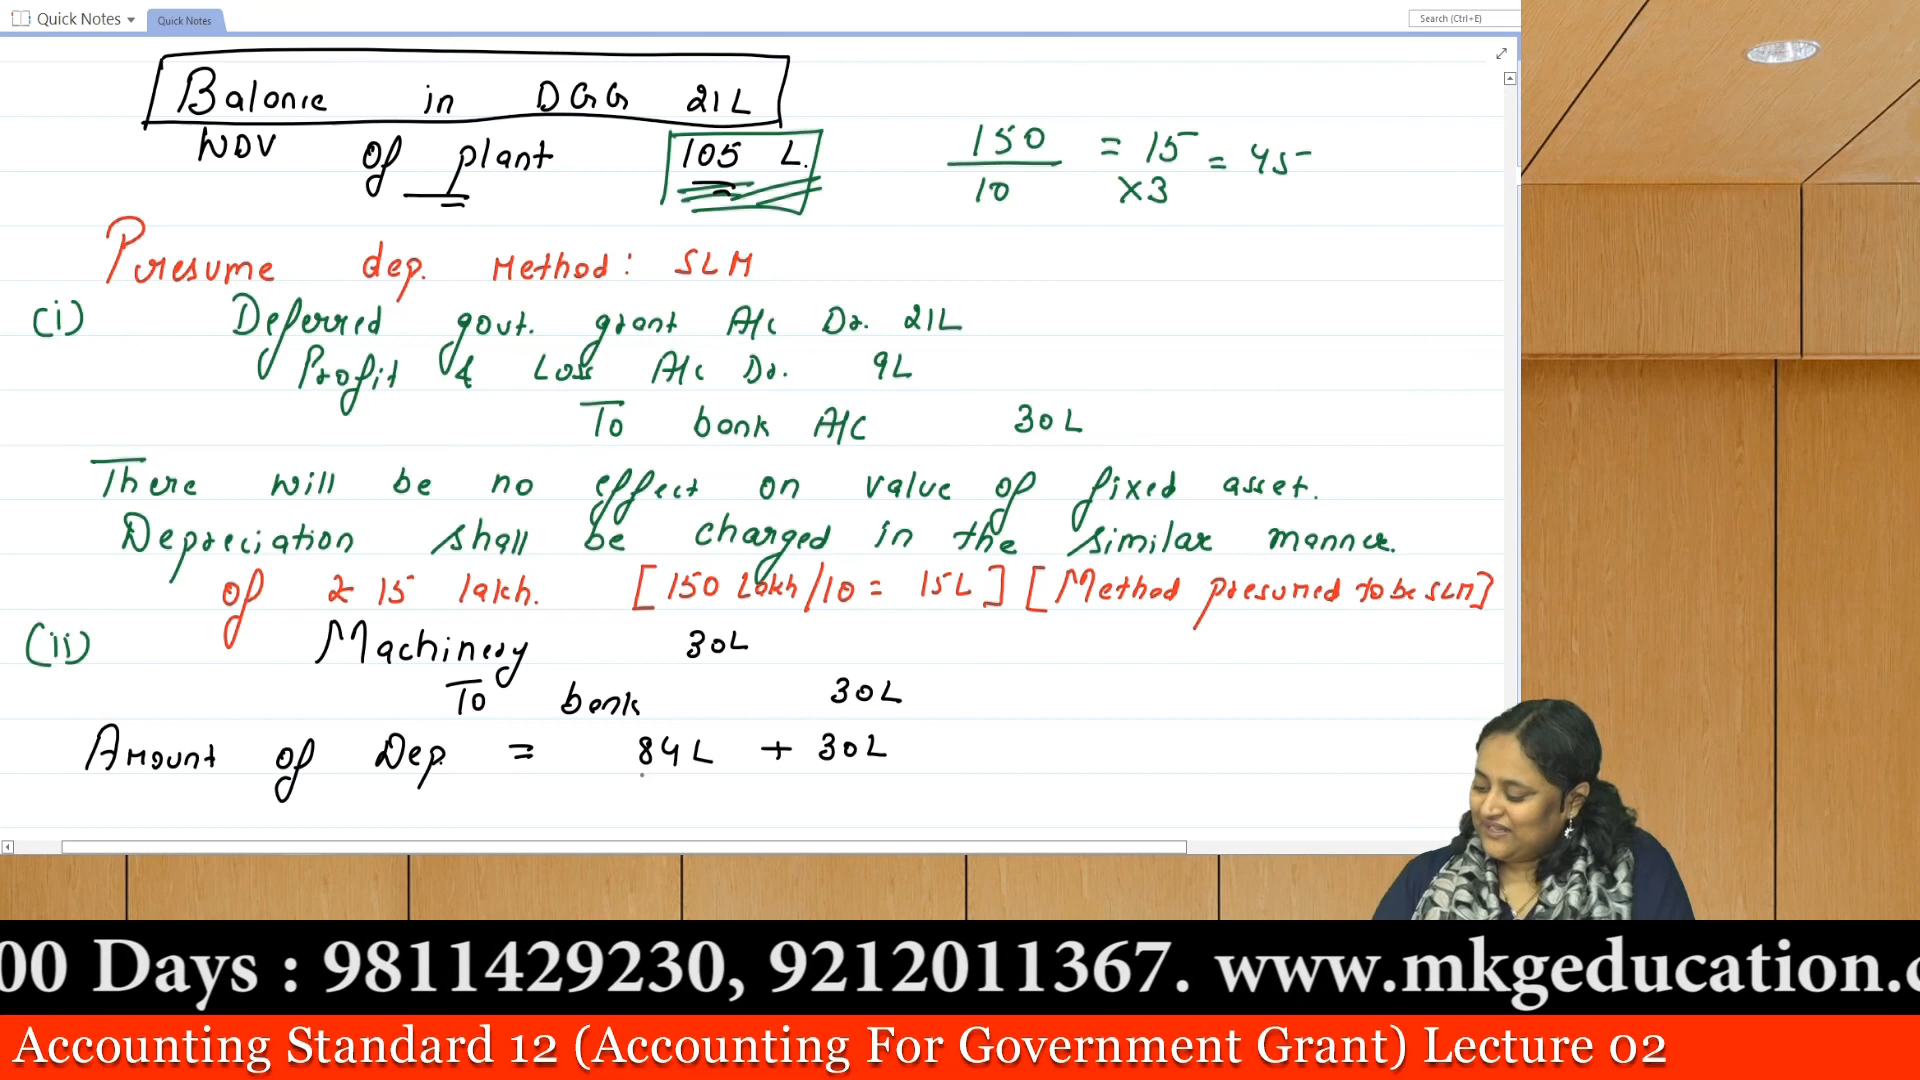 Quick Notes
Quick Notes
Search (Ctrl+E)
Balance in DGG 21L
WDV of plant 105 L.
150 / 10 = 15 ×3 = 45
Presume dep. Method: SLM
(i) Deferred govt. grant A/c Dr. 21L
Profit & Loss A/c Dr. 9L
To bank A/C 30L
There will be no effect on value of fixed asset.
Depreciation shall be charged in the similar manner.
of ₹ 15 lakh. [150 Lakh/10 = 15L] [Method presumed to be SLM]
(ii) Machinery 30L
To bank 30L
Amount of Dep. = 84L + 30L
00 Days : 9811429230, 9212011367. www.mkgeducation.c
Accounting Standard 12 (Accounting For Government Grant) Lecture 02